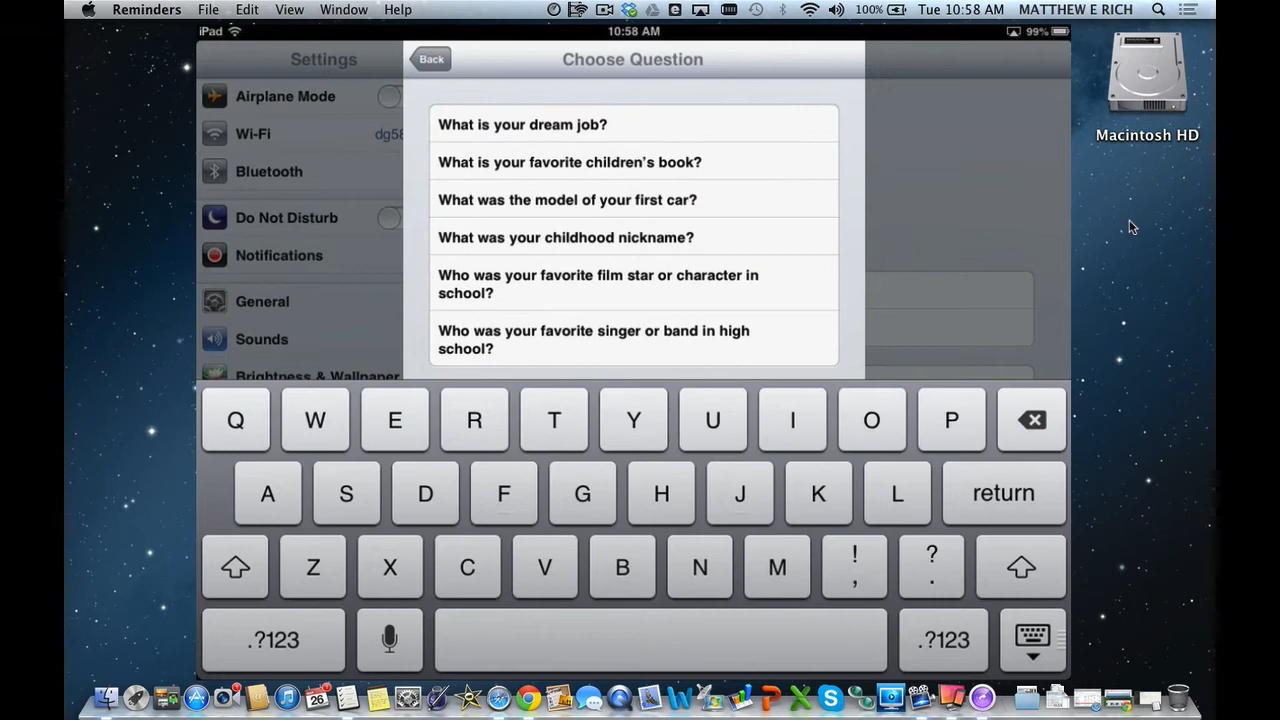 Reminders File Edit View Window Help 100% Tue 10:58 AM MATTHEW E RICH
iPad 10:58 AM 99%
Settings Back Choose Question
Macintosh HD
Airplane Mode
Wi-Fi dg58
Bluetooth
Do Not Disturb
Notifications
General
Sounds
Brightness & Wallpaper
What is your dream job?
What is your favorite children's book?
What was the model of your first car?
What was your childhood nickname?
Who was your favorite film star or character in
school?
Who was your favorite singer or band in high
school?
Q W E R T Y U I O P
A S D F G H J K L return
Z X C V B N M ! , ? .
.?123 .?123
26